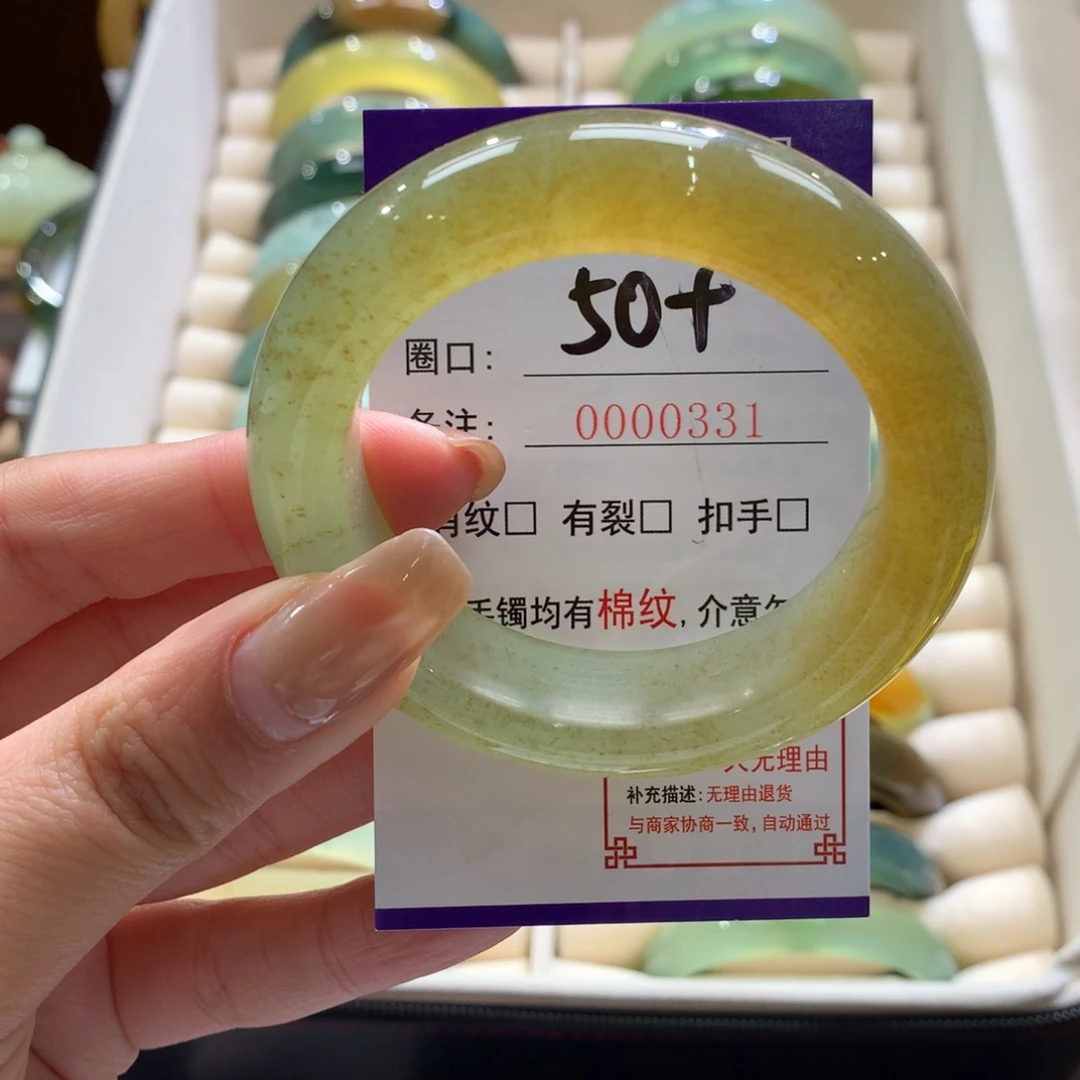 50+
圈口:
备注: 0000331
有纹□ 有裂□ 扣手□
手镯均有棉纹, 介意
无理由
补充描述: 无理由退货
与商家协商一致, 自动通过